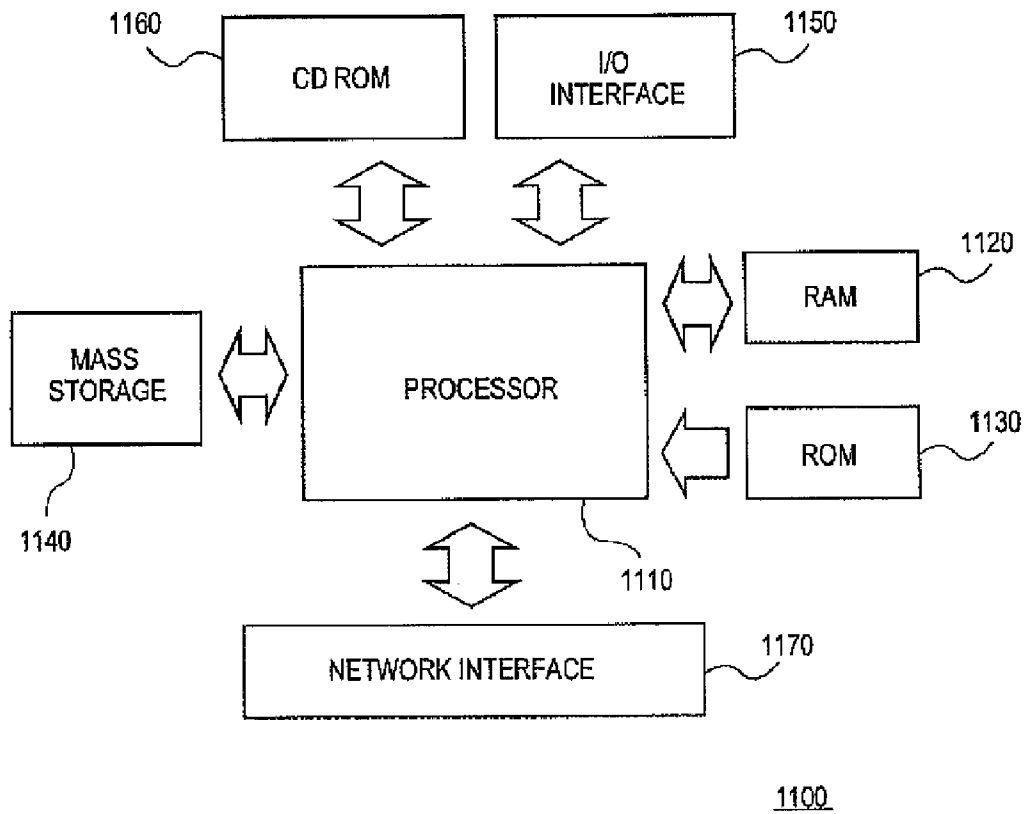 1160
CD ROM
I/O
INTERFACE
1150
1120
RAM
MASS
STORAGE
PROCESSOR
1130
ROM
1140
1110
NETWORK INTERFACE
1170
1100